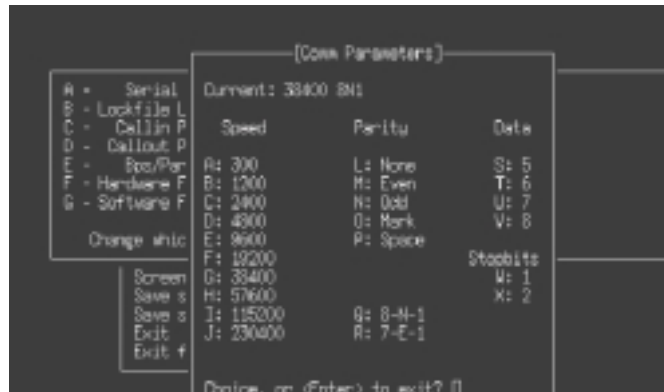 [Comm Parameters]
A - Serial
B - Lockfile L
C - Callin P
D - Callout P
E - Bps/Par
F - Hardware F
G - Software F
Change whic
Screen
Save s
Save s
Exit
Exit f
Current: 38400 8N1
Speed Parity Data
A: 300 L: None S: 5
B: 1200 M: Even T: 6
C: 2400 N: Odd U: 7
D: 4800 O: Mark V: 8
E: 9600 P: Space
F: 19200 Stopbits
G: 38400 W: 1
H: 57600 X: 2
I: 115200 Q: 8-N-1
J: 230400 R: 7-E-1
Choice, or <Enter> to exit?